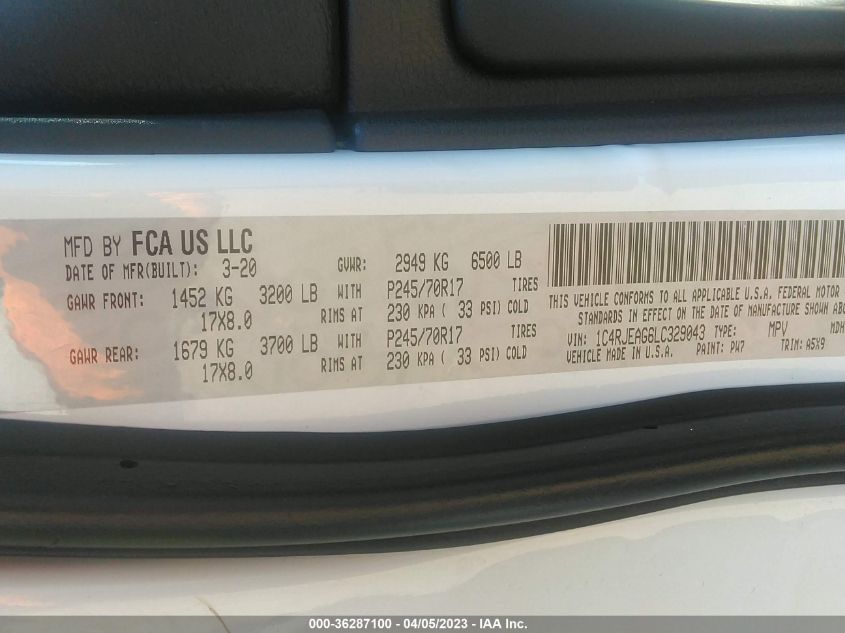 MFD BY FCA US LLC
DATE OF MFR(BUILT): 3-20 GVWR: 2949 KG 6500 LB
GAWR FRONT: 1452 KG 3200 LB WITH P245/70R17 TIRES
17X8.0 RIMS AT 230 KPA ( 33 PSI) COLD
GAWR REAR: 1679 KG 3700 LB WITH P245/70R17 TIRES
17X8.0 RIMS AT 230 KPA ( 33 PSI) COLD
THIS VEHICLE CONFORMS TO ALL APPLICABLE U.S.A. FEDERAL MOTOR
STANDARDS IN EFFECT ON THE DATE OF MANUFACTURE SHOWN ABO
VIN: 1C4RJEAG6LC329043 TYPE: MPV MDH
VEHICLE MADE IN U.S.A. PAINT: PW7 TRIM: A5X9
000-36287100 - 04/05/2023 - IAA Inc.